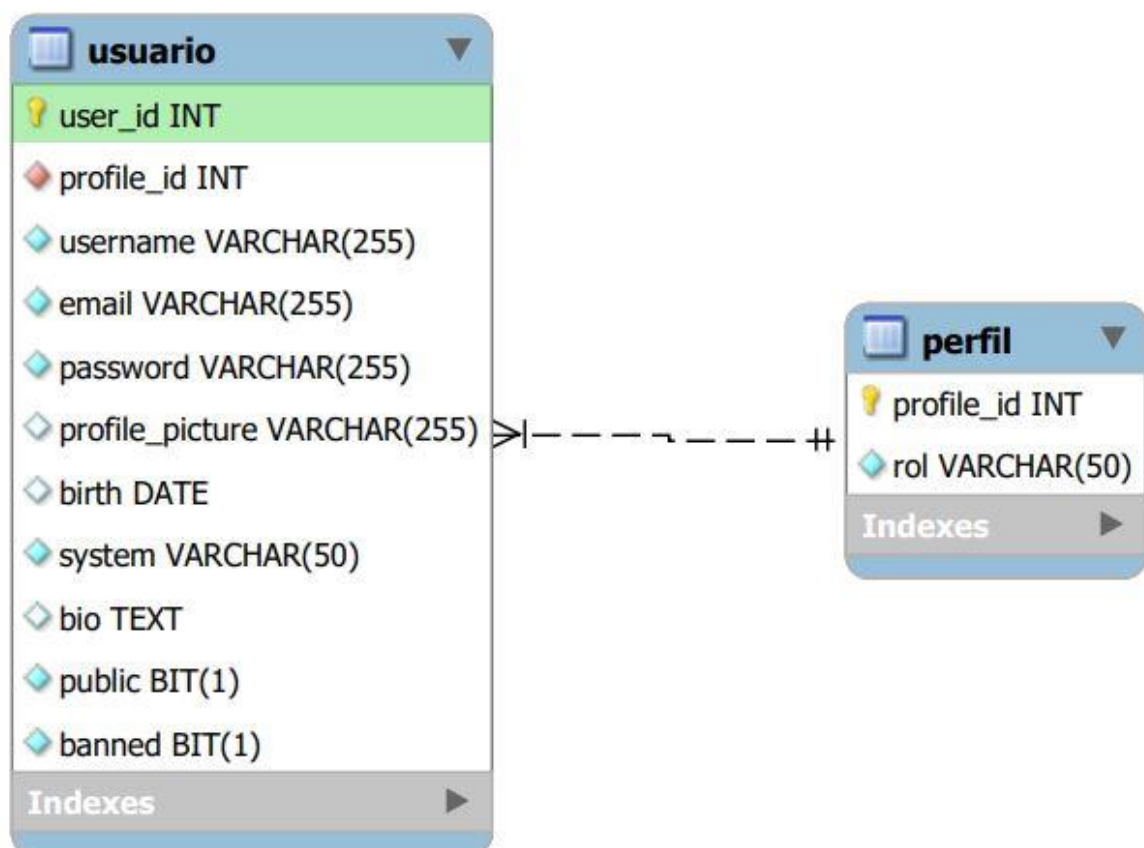 usuario
user_id INT
profile_id INT
username VARCHAR(255)
email VARCHAR(255)
password VARCHAR(255)
profile_picture VARCHAR(255)
birth DATE
system VARCHAR(50)
bio TEXT
public BIT(1)
banned BIT(1)
Indexes
perfil
profile_id INT
rol VARCHAR(50)
Indexes